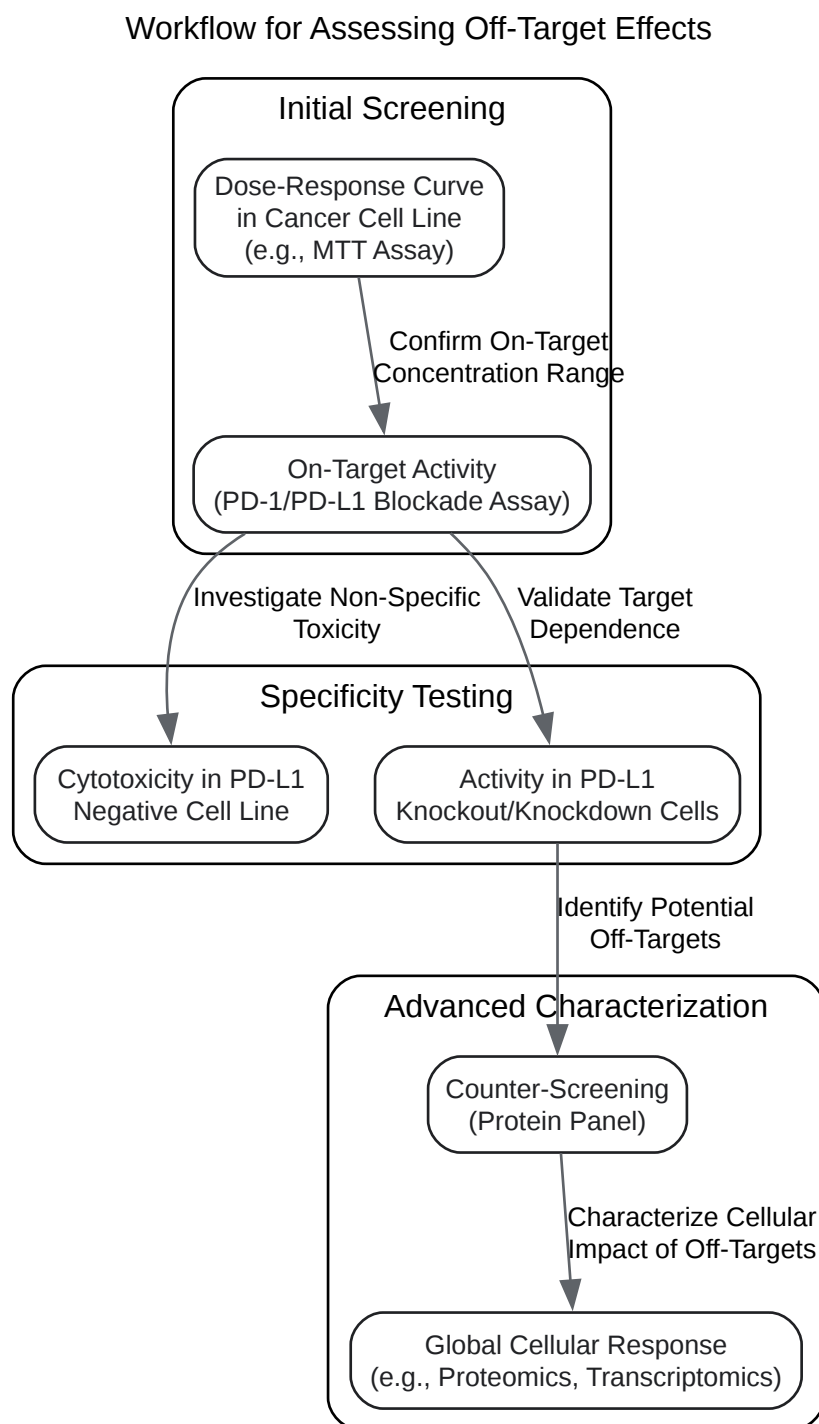 Workflow for Assessing Off-Target Effects
Initial Screening
Dose-Response Curve
in Cancer Cell Line
(e.g., MTT Assay)
Confirm On-Target
Concentration Range
On-Target Activity
(PD-1/PD-L1 Blockade Assay)
Investigate Non-Specific
Toxicity
Validate Target
Dependence
Specificity Testing
Cytotoxicity in PD-L1
Negative Cell Line
Activity in PD-L1
Knockout/Knockdown Cells
Identify Potential
Off-Targets
Advanced Characterization
Counter-Screening
(Protein Panel)
Characterize Cellular
Impact of Off-Targets
Global Cellular Response
(e.g., Proteomics, Transcriptomics)